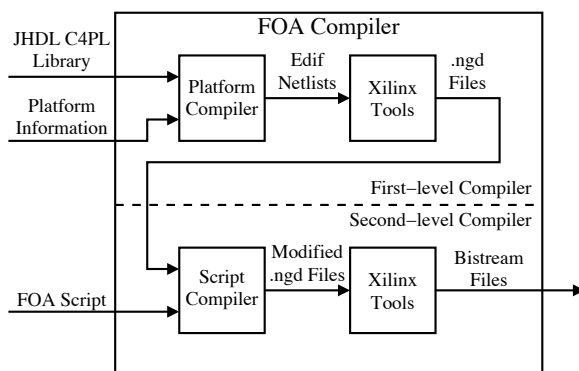 FOA Compiler
JHDL C4PL
Library
Platform
Information
Platform
Compiler
Edif
Netlists
Xilinx
Tools
.ngd
Files
First-level Compiler
Second-level Compiler
FOA Script
Script
Compiler
Modified
.ngd Files
Xilinx
Tools
Bistream
Files